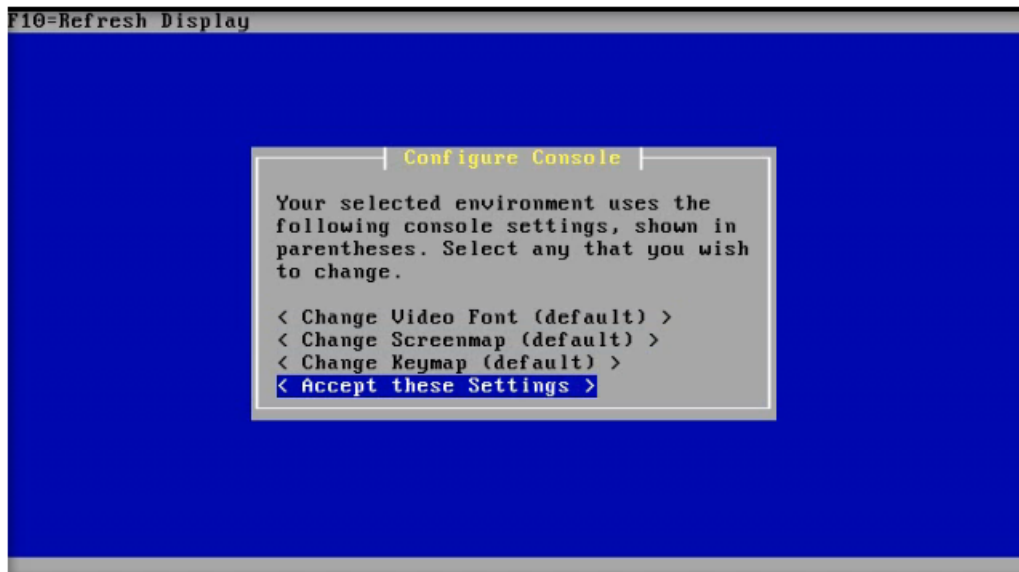 F10=Refresh Display
Configure Console
Your selected environment uses the
following console settings, shown in
parentheses. Select any that you wish
to change.
< Change Video Font (default) >
< Change Screenmap (default) >
< Change Keymap (default) >
< Accept these Settings >